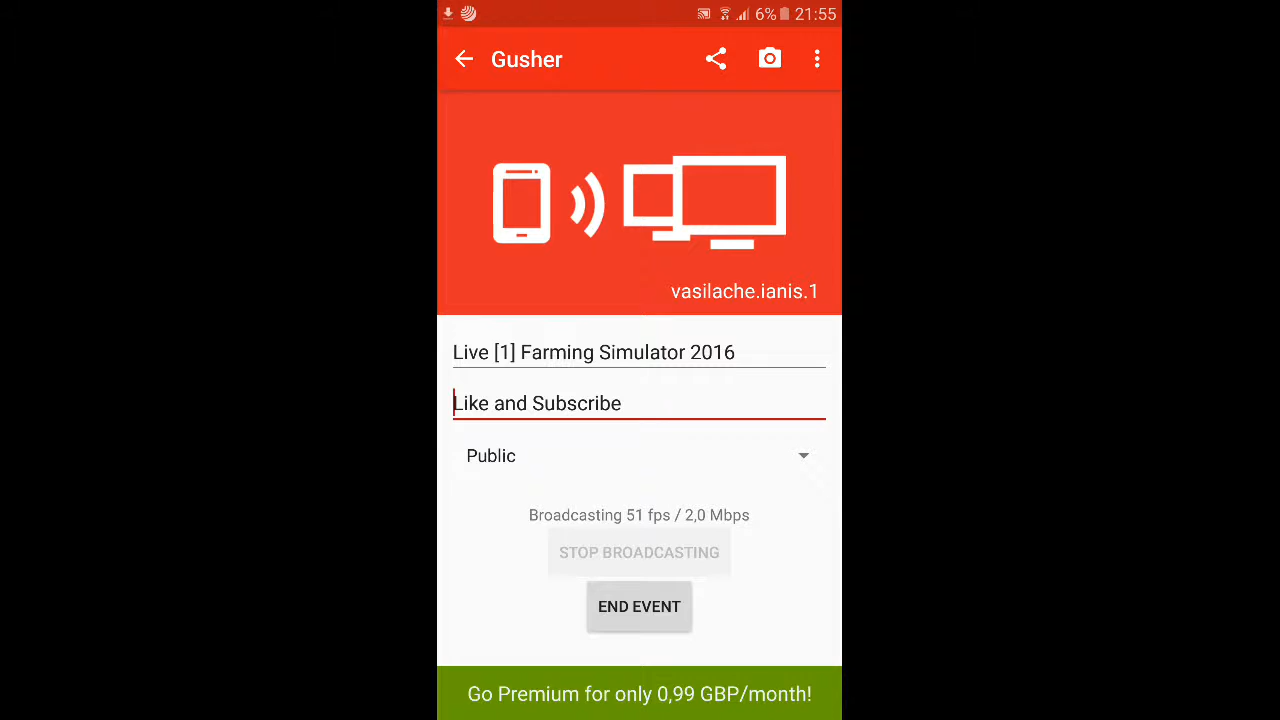 6% 21:55
Gusher
vasilache.ianis.1
Live [1] Farming Simulator 2016
Like and Subscribe
Public
Broadcasting 51 fps / 2,0 Mbps
STOP BROADCASTING
END EVENT
Go Premium for only 0,99 GBP/month!